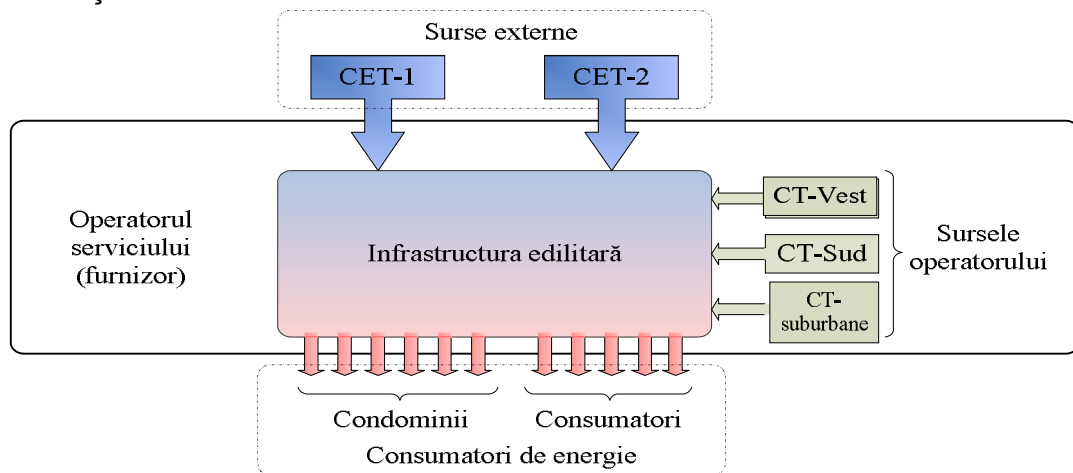 Surse externe
CET-1
CET-2
Operatorul
serviciului
(furnizor)
Infrastructura edilitară
CT-Vest
CT-Sud
CT-
suburbane
Sursele
operatorului
Condominii
Consumatori
Consumatori de energie